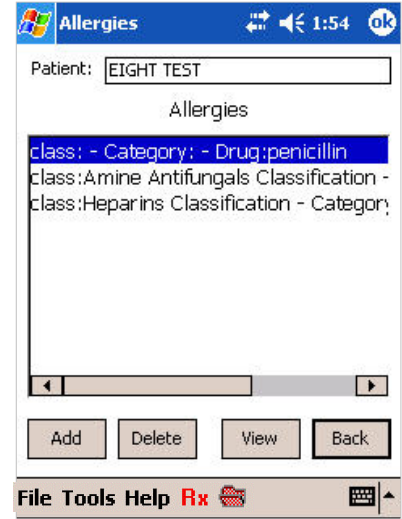 Allergies 1:54 ok
Patient: EIGHT TEST
Allergies
class: - Category: - Drug:penicillin
class:Amine Antifungals Classification -
class:Heparins Classification - Category
Add Delete View Back
File Tools Help Rx